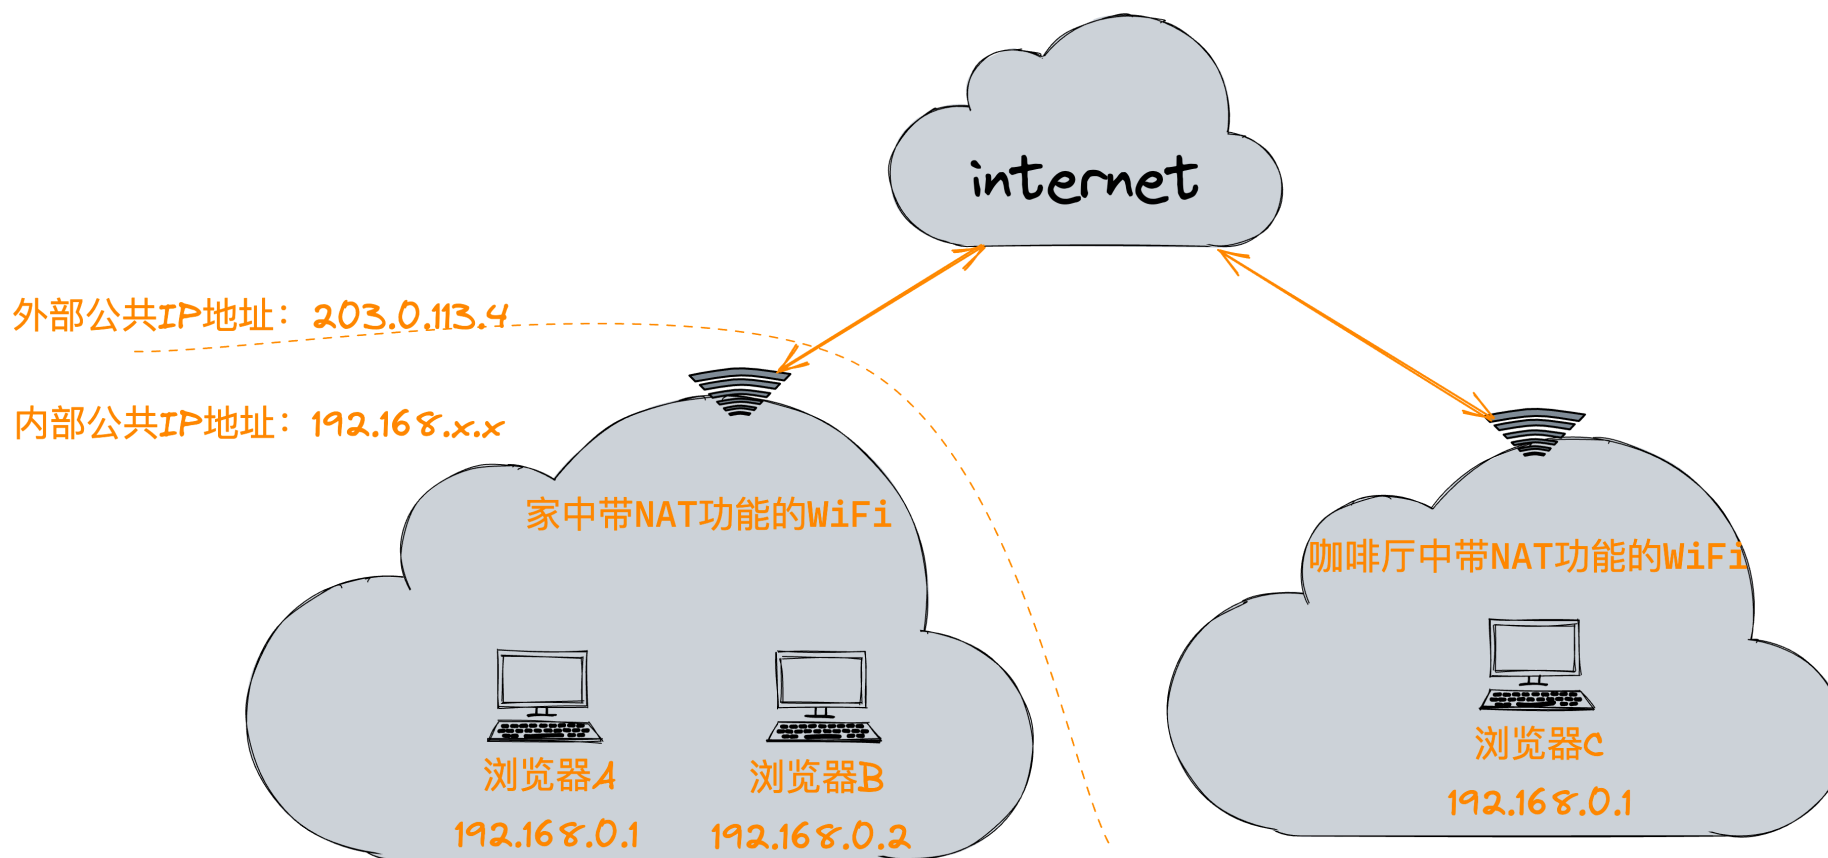 internet
外部公共IP地址：203.0.113.4
内部公共IP地址：192.168.x.x
家中带NAT功能的WiFi
咖啡厅中带NAT功能的WiFi
浏览器A
192.168.0.1
浏览器B
192.168.0.2
浏览器C
192.168.0.1